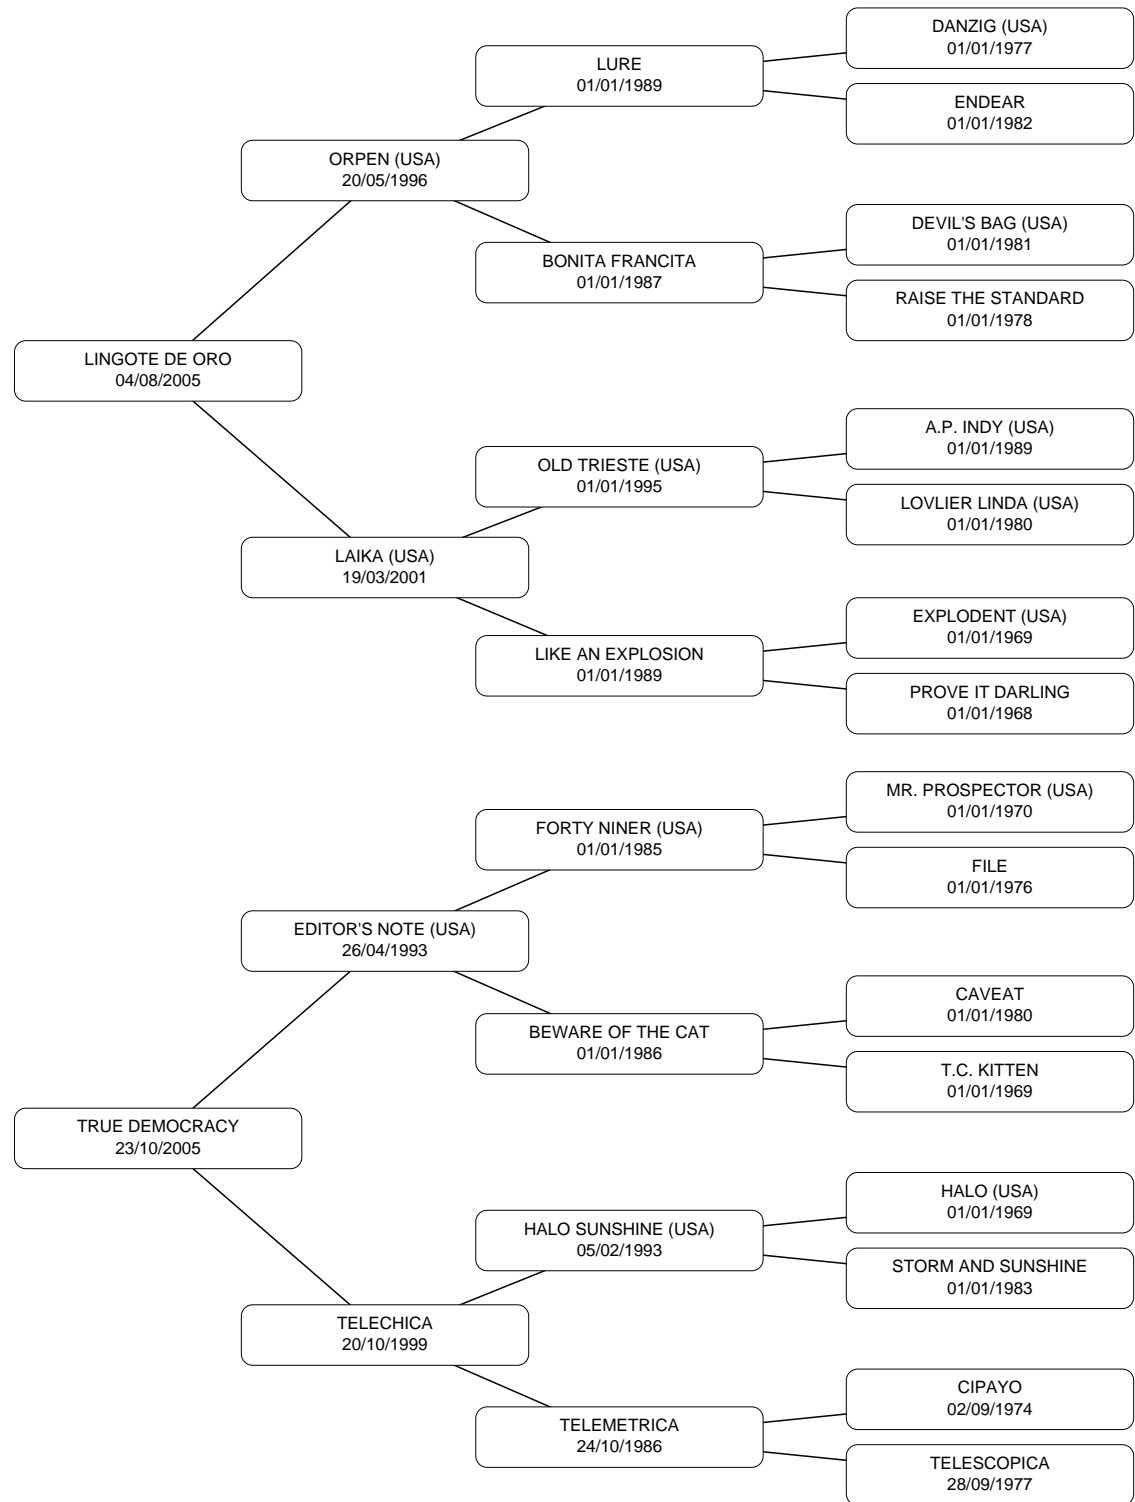 DANZIG (USA)
01/01/1977
LURE
01/01/1989
ENDEAR
01/01/1982
ORPEN (USA)
20/05/1996
DEVIL'S BAG (USA)
01/01/1981
BONITA FRANCITA
01/01/1987
RAISE THE STANDARD
01/01/1978
LINGOTE DE ORO
04/08/2005
A.P. INDY (USA)
01/01/1989
OLD TRIESTE (USA)
01/01/1995
LOVLIER LINDA (USA)
01/01/1980
LAIKA (USA)
19/03/2001
EXPLODENT (USA)
01/01/1969
LIKE AN EXPLOSION
01/01/1989
PROVE IT DARLING
01/01/1968
MR. PROSPECTOR (USA)
01/01/1970
FORTY NINER (USA)
01/01/1985
FILE
01/01/1976
EDITOR'S NOTE (USA)
26/04/1993
CAVEAT
01/01/1980
BEWARE OF THE CAT
01/01/1986
T.C. KITTEN
01/01/1969
TRUE DEMOCRACY
23/10/2005
HALO (USA)
01/01/1969
HALO SUNSHINE (USA)
05/02/1993
STORM AND SUNSHINE
01/01/1983
TELECHICA
20/10/1999
CIPAYO
02/09/1974
TELEMETRICA
24/10/1986
TELESCOPICA
28/09/1977